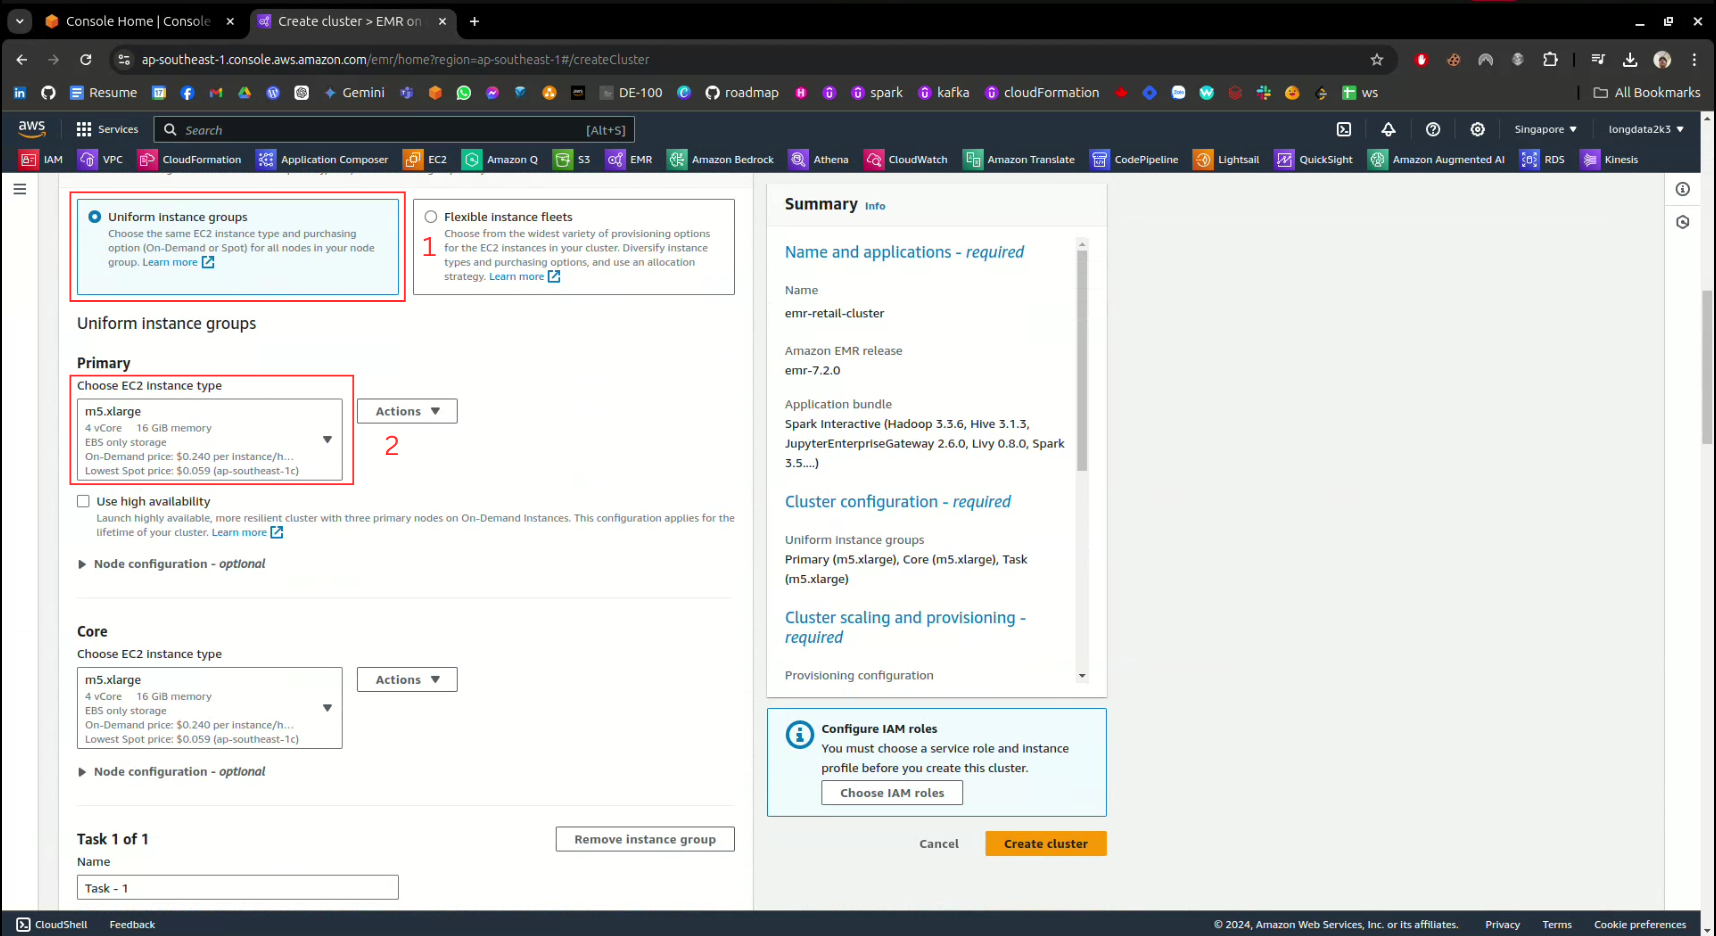 Console Home | Console
Create cluster > EMR on
ap-southeast-1.console.aws.amazon.com/emr/home?region=ap-southeast-1#/createCluster
Resume
Gemini
DE-100
roadmap
spark
kafka
cloudFormation
ws
All Bookmarks
aws
Services
Search
[Alt+S]
Singapore
longdata2k3
IAM
VPC
CloudFormation
Application Composer
EC2
Amazon Q
S3
EMR
Amazon Bedrock
Athena
CloudWatch
Amazon Translate
CodePipeline
Lightsail
QuickSight
Amazon Augmented AI
RDS
Kinesis
Uniform instance groups
Choose the same EC2 instance type and purchasing
option (On-Demand or Spot) for all nodes in your node
group. Learn more
1
Flexible instance fleets
Choose from the widest variety of provisioning options
for the EC2 instances in your cluster. Diversify instance
types and purchasing options, and use an allocation
strategy. Learn more
Uniform instance groups
Primary
Choose EC2 instance type
m5.xlarge
4 vCore 16 GiB memory
EBS only storage
On-Demand price: $0.240 per instance/h...
Lowest Spot price: $0.059 (ap-southeast-1c)
Actions
2
Use high availability
Launch highly available, more resilient cluster with three primary nodes on On-Demand Instances. This configuration applies for the
lifetime of your cluster. Learn more
Node configuration - optional
Core
Choose EC2 instance type
m5.xlarge
4 vCore 16 GiB memory
EBS only storage
On-Demand price: $0.240 per instance/h...
Lowest Spot price: $0.059 (ap-southeast-1c)
Actions
Node configuration - optional
Task 1 of 1
Remove instance group
Name
Task - 1
Summary Info
Name and applications - required
Name
emr-retail-cluster
Amazon EMR release
emr-7.2.0
Application bundle
Spark Interactive (Hadoop 3.3.6, Hive 3.1.3,
JupyterEnterpriseGateway 2.6.0, Livy 0.8.0, Spark
3.5....)
Cluster configuration - required
Uniform instance groups
Primary (m5.xlarge), Core (m5.xlarge), Task
(m5.xlarge)
Cluster scaling and provisioning -
required
Provisioning configuration
Configure IAM roles
You must choose a service role and instance
profile before you create this cluster.
Choose IAM roles
Cancel
Create cluster
CloudShell
Feedback
© 2024, Amazon Web Services, Inc. or its affiliates.
Privacy
Terms
Cookie preferences